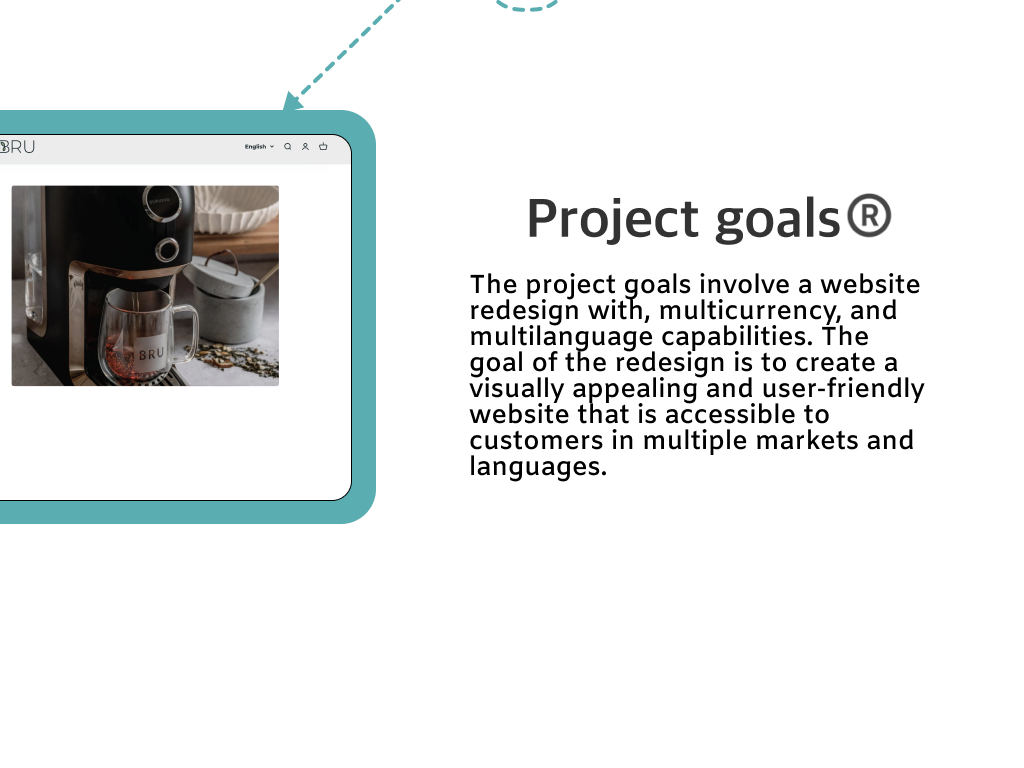 BRU
English
BRU
Project goals®
The project goals involve a website
redesign with, multicurrency, and
multilanguage capabilities. The
goal of the redesign is to create a
visually appealing and user-friendly
website that is accessible to
customers in multiple markets and
languages.